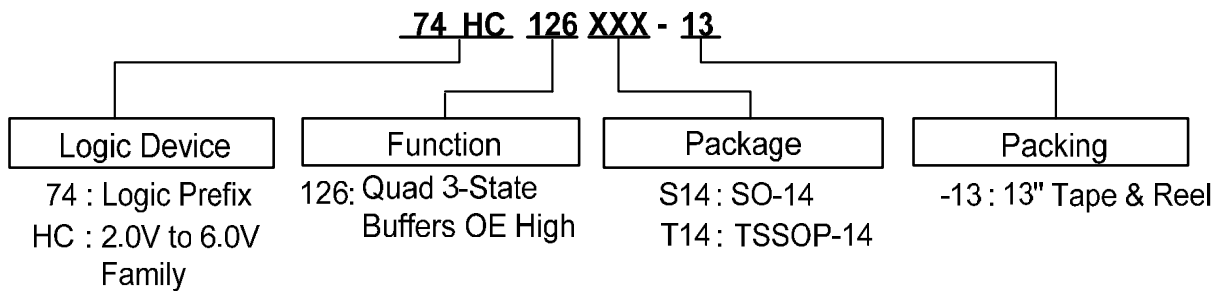 74 HC 126 XXX - 13
Logic Device
74 : Logic Prefix
HC : 2.0V to 6.0V
Family
Function
126: Quad 3-State
Buffers OE High
Package
S14 : SO-14
T14 : TSSOP-14
Packing
-13 : 13" Tape & Reel